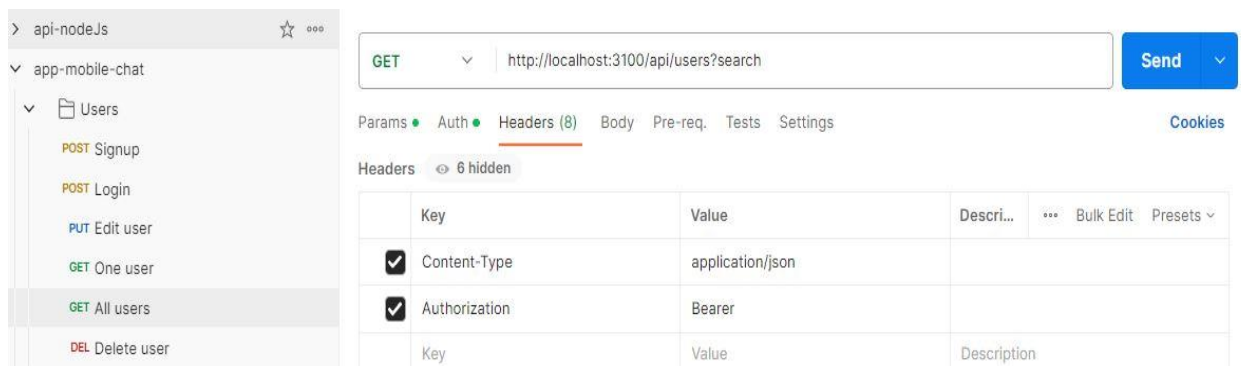 api-nodeJs
app-mobile-chat
Users
POST Signup
POST Login
PUT Edit user
GET One user
GET All users
DEL Delete user
GET http://localhost:3100/api/users?search Send
Params Auth Headers (8) Body Pre-req. Tests Settings Cookies
Headers 6 hidden
Key Value Descri... Bulk Edit Presets
Content-Type application/json
Authorization Bearer
Key Value Description